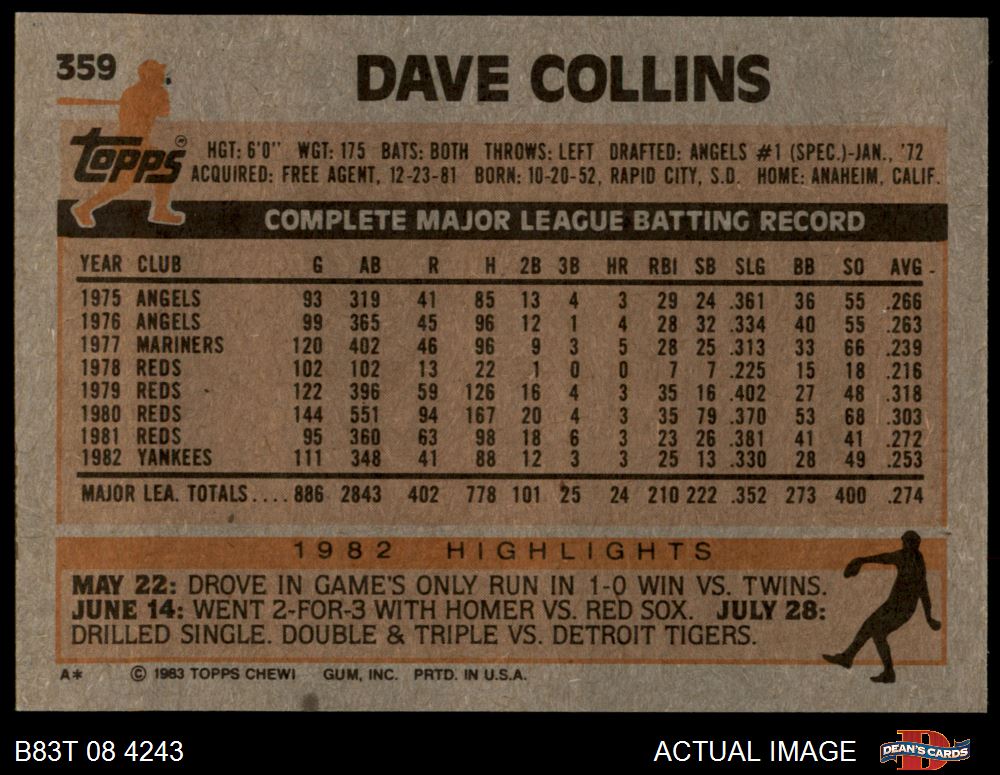 359 DAVE COLLINS
Topps®
HGT: 6'0" WGT: 175 BATS: BOTH THROWS: LEFT DRAFTED: ANGELS #1 (SPEC.)-JAN., '72
ACQUIRED: FREE AGENT, 12-23-81 BORN: 10-20-52, RAPID CITY, S.D. HOME: ANAHEIM, CALIF.
COMPLETE MAJOR LEAGUE BATTING RECORD
YEAR CLUB G AB R H 2B 3B HR RBI SB SLG BB SO AVG.
1975 ANGELS 93 319 41 85 13 4 3 29 24 .361 36 55 .266
1976 ANGELS 99 365 45 96 12 1 4 28 32 .334 40 55 .263
1977 MARINERS 120 402 46 96 9 3 5 28 25 .313 33 66 .239
1978 REDS 102 102 13 22 1 0 0 7 7 .225 15 18 .216
1979 REDS 122 396 59 126 16 4 3 35 16 .402 27 48 .318
1980 REDS 144 551 94 167 20 4 3 35 79 .370 53 68 .303
1981 REDS 95 360 63 98 18 6 3 23 26 .381 41 41 .272
1982 YANKEES 111 348 41 88 12 3 3 25 13 .330 28 49 .253
MAJOR LEA. TOTALS.... 886 2843 402 778 101 25 24 210 222 .352 273 400 .274
1982 HIGHLIGHTS
MAY 22: DROVE IN GAME'S ONLY RUN IN 1-0 WIN VS. TWINS.
JUNE 14: WENT 2-FOR-3 WITH HOMER VS. RED SOX. JULY 28:
DRILLED SINGLE. DOUBLE & TRIPLE VS. DETROIT TIGERS.
A* © 1983 TOPPS CHEWI GUM, INC. PRTD. IN U.S.A.
B83T 08 4243 ACTUAL IMAGE DEAN'S CARDS